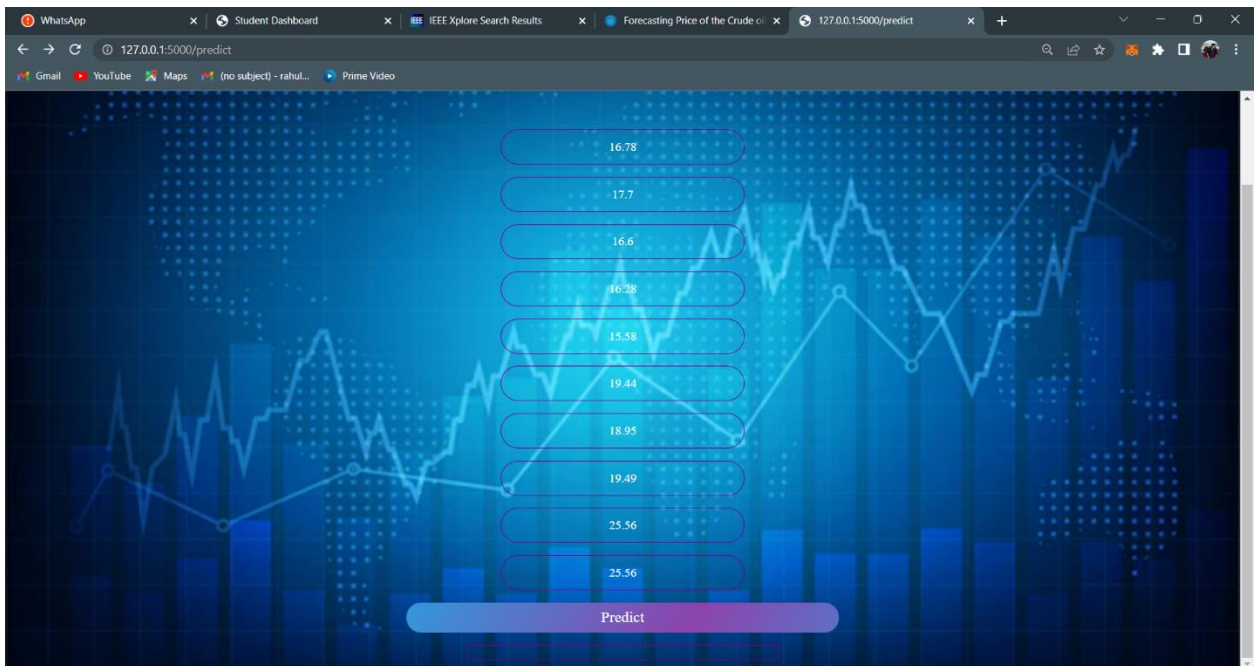 WhatsApp
Student Dashboard
IEEE IEEE Xplore Search Results
Forecasting Price of the Crude oil
127.0.0.1:5000/predict
127.0.0.1:5000/predict
Gmail
YouTube
Maps
(no subject) - rahul...
Prime Video
16.78
17.7
16.6
16.28
15.58
19.44
18.95
19.49
25.56
25.56
Predict